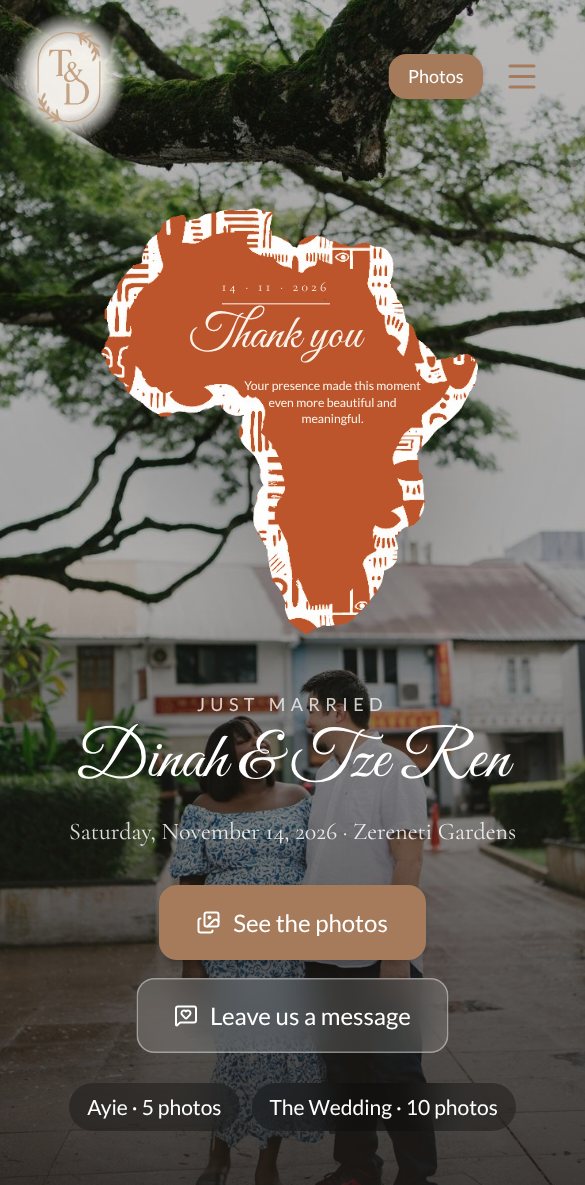 T&D
Photos
14 · 11 · 2026
Thank you
Your presence made this moment
even more beautiful and
meaningful.
JUST MARRIED
Dinah & Tze Ren
Saturday, November 14, 2026 · Zereneti Gardens
See the photos
Leave us a message
Ayie · 5 photos
The Wedding · 10 photos